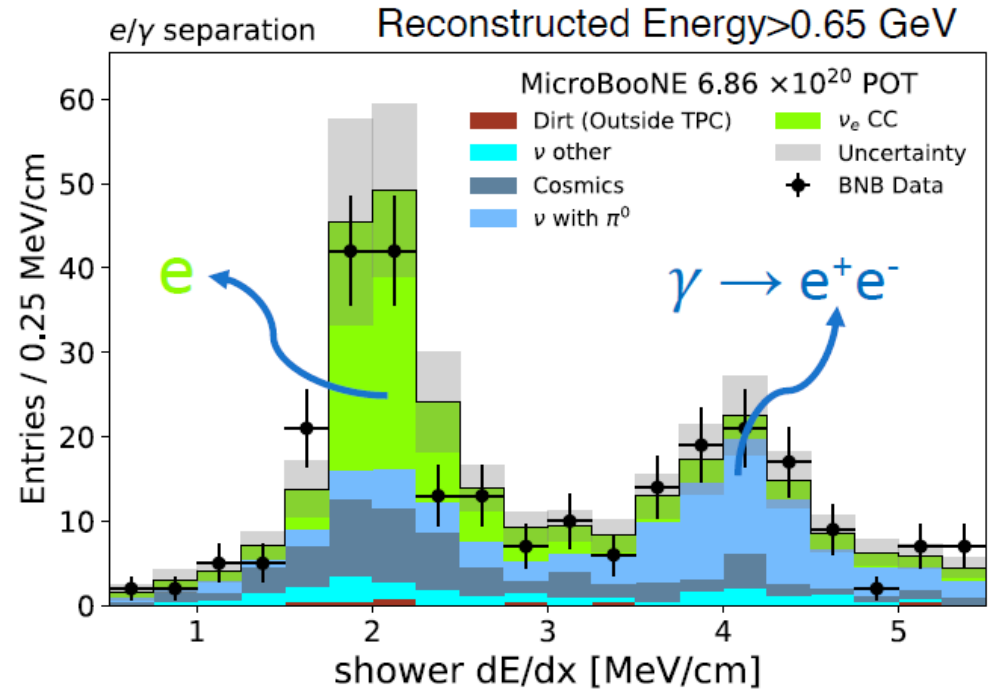 e/γ separation
Reconstructed Energy>0.65 GeV
MicroBooNE 6.86 ×10²⁰ POT
Dirt (Outside TPC)
ν other
Cosmics
ν with π⁰
νₑ CC
Uncertainty
BNB Data
e
γ → e⁺e⁻
Entries / 0.25 MeV/cm
60
50
40
30
20
10
0
1 2 3 4 5
shower dE/dx [MeV/cm]